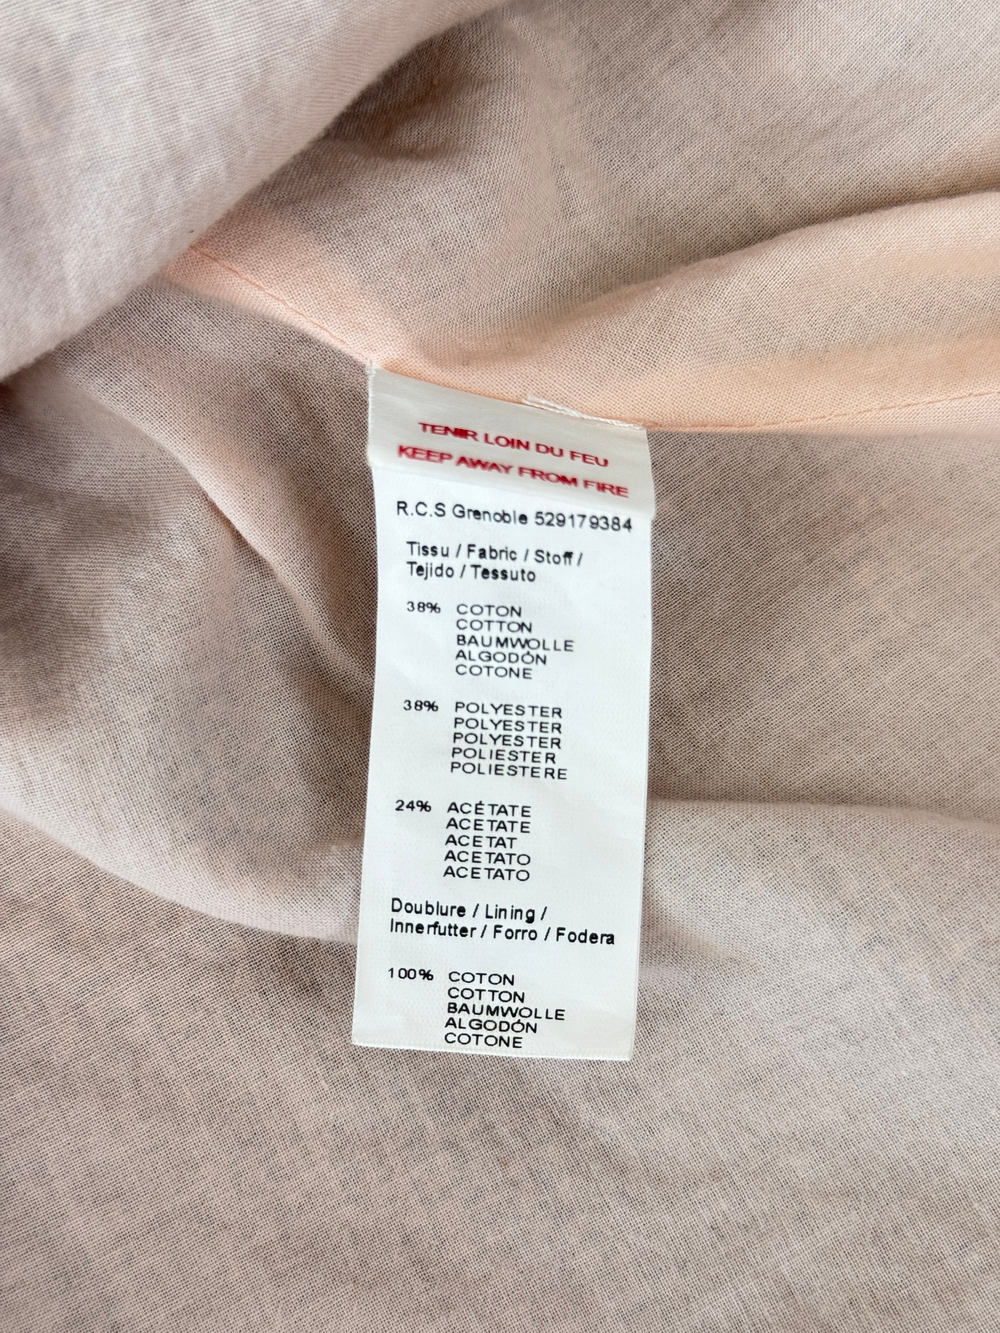 TENIR LOIN DU FEU
KEEP AWAY FROM FIRE
R.C.S Grenoble 529179384
Tissu / Fabric / Stoff /
Tejido / Tessuto
38% COTON
COTTON
BAUMWOLLE
ALGODÓN
COTONE
38% POLYESTER
POLYESTER
POLYESTER
POLIESTER
POLIESTERE
24% ACÉTATE
ACETATE
ACETAT
ACETATO
ACETATO
Doublure / Lining /
Innerfutter / Forro / Fodera
100% COTON
COTTON
BAUMWOLLE
ALGODÓN
COTONE